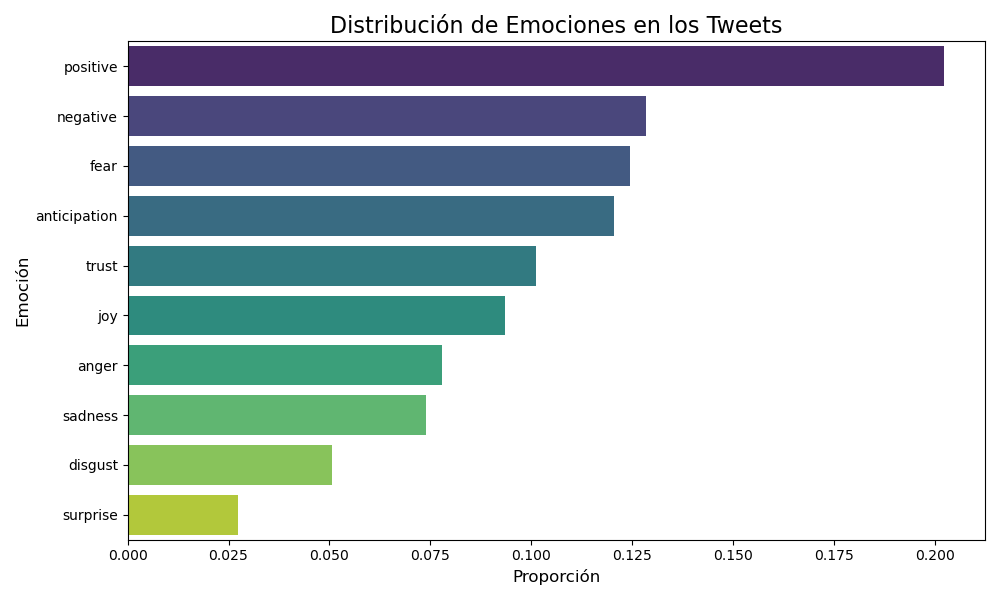 Distribución de Emociones en los Tweets
Emoción
positive
negative
fear
anticipation
trust
joy
anger
sadness
disgust
surprise
0.000 0.025 0.050 0.075 0.100 0.125 0.150 0.175 0.200
Proporción